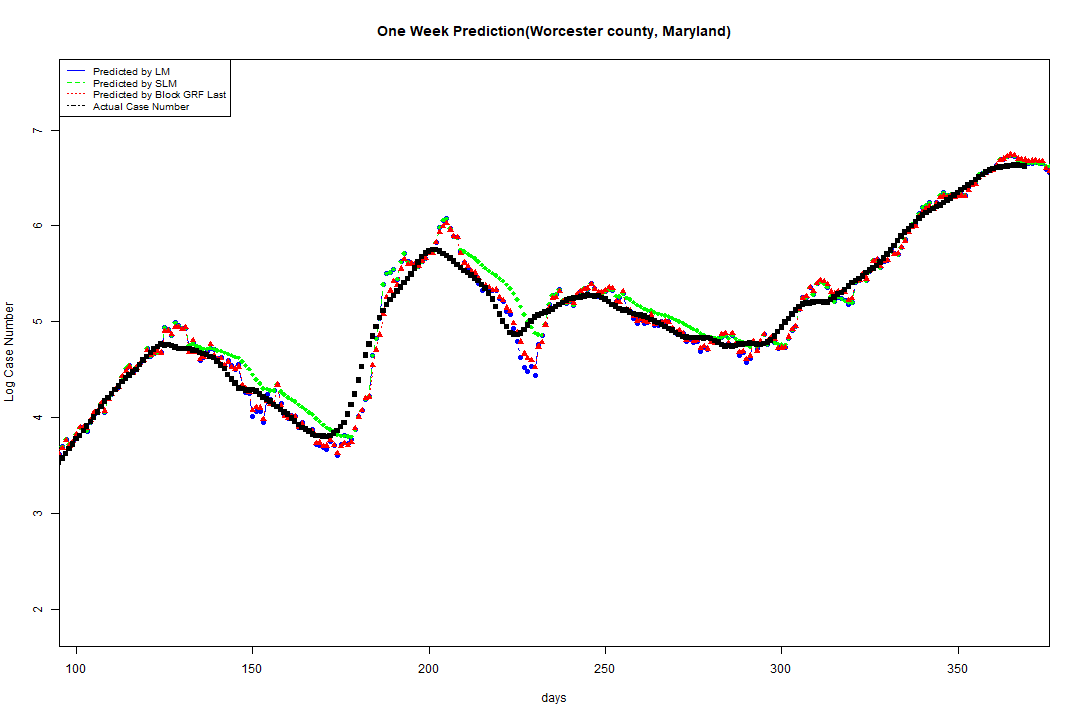 One Week Prediction(Worcester county, Maryland)
Predicted by LM
Predicted by SLM
Predicted by Block GRF Last
Actual Case Number
7
6
5
4
3
2
Log Case Number
100 150 200 250 300 350
days